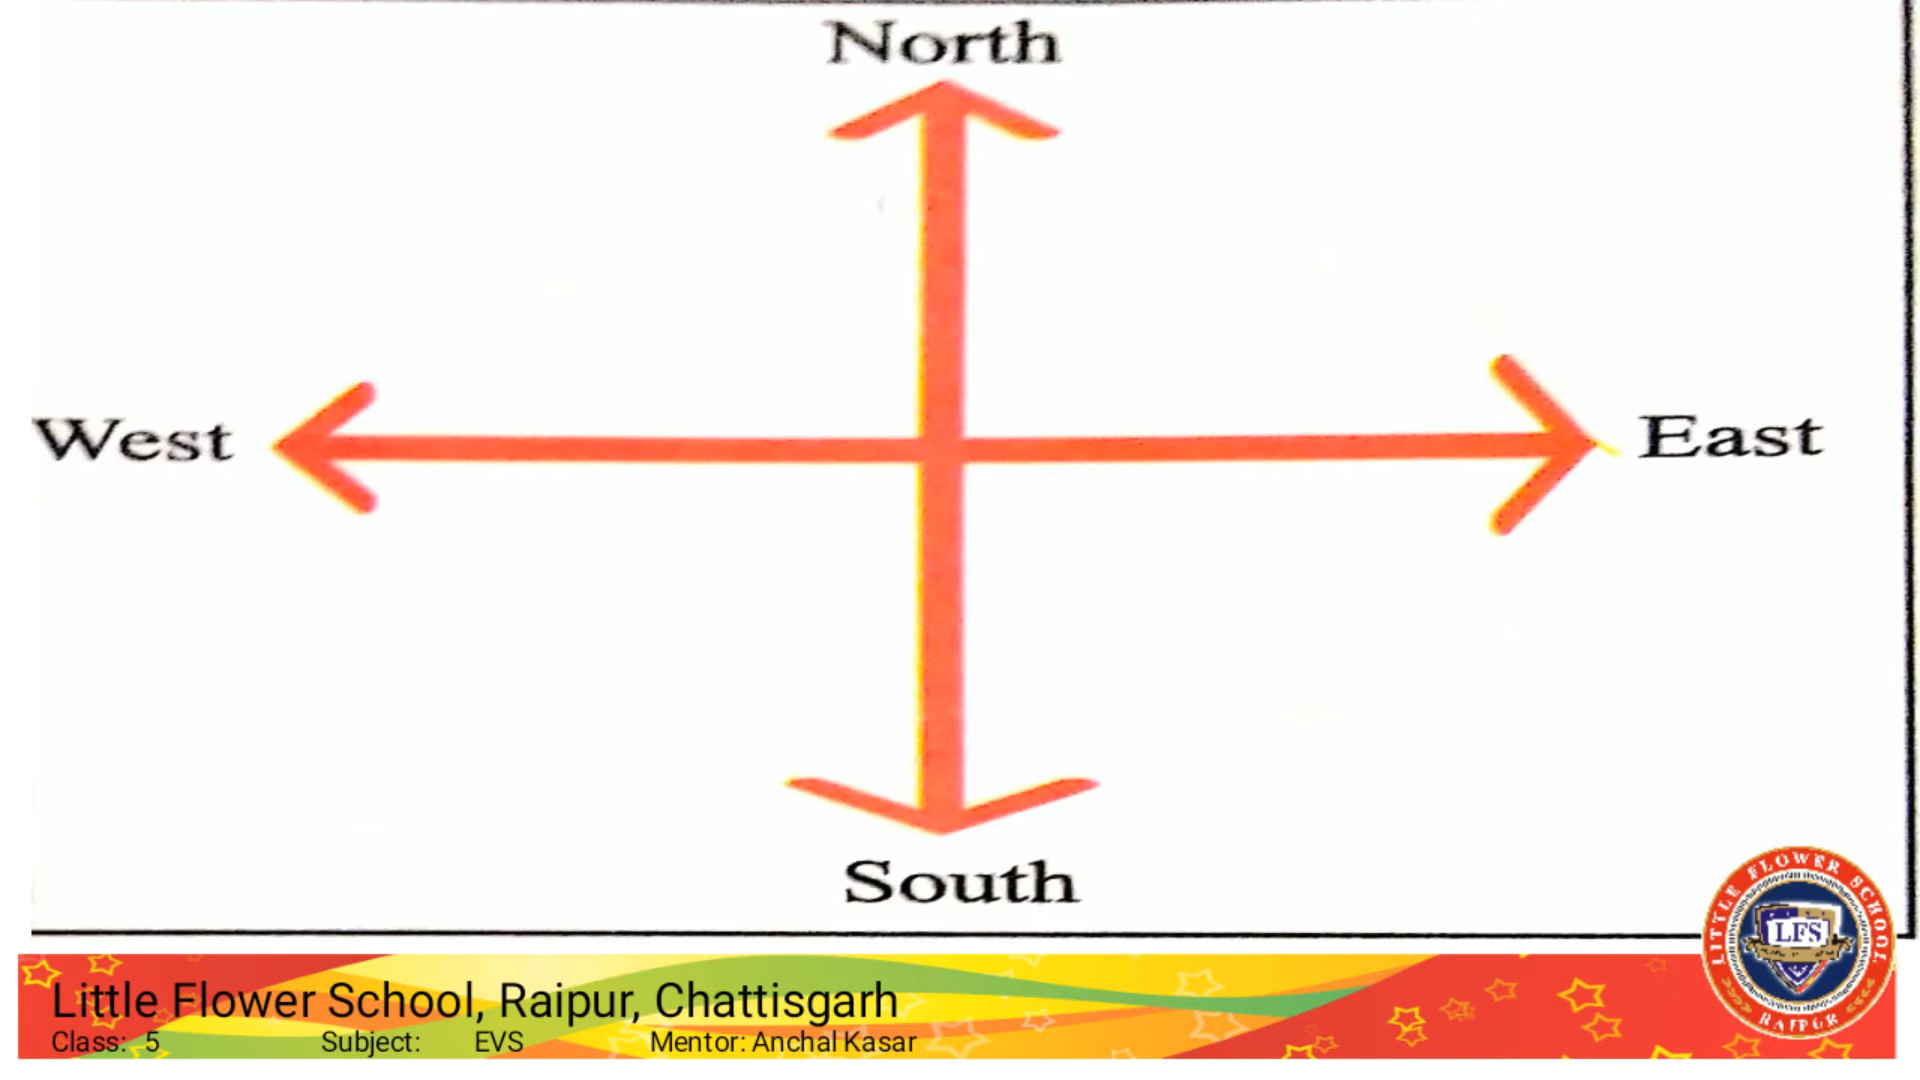 North
West
East
South
Little Flower School, Raipur, Chattisgarh
Class: 5 Subject: EVS Mentor: Anchal Kasar
LITTLE FLOWER SCHOOL
LFS
RAIPUR